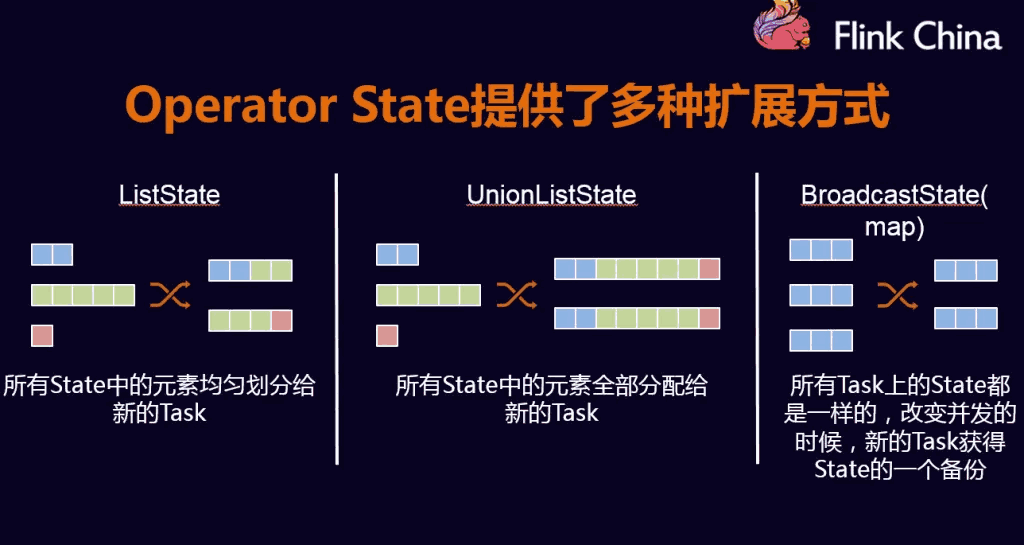 Flink China
Operator State提供了多种扩展方式
ListState
所有State中的元素均匀划分给
新的Task
UnionListState
所有State中的元素全部分配给
新的Task
BroadcastState(
map)
所有Task上的State都
是一样的，改变并发的
时候，新的Task获得
State的一个备份